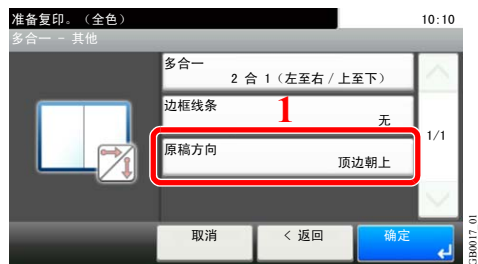 准备复印。（全色）
10:10
多合一 - 其他
多合一
2 合 1（左至右 / 上至下）
边框线条
1
无
1/1
原稿方向
顶边朝上
取消
< 返回
确定
GB0017_01